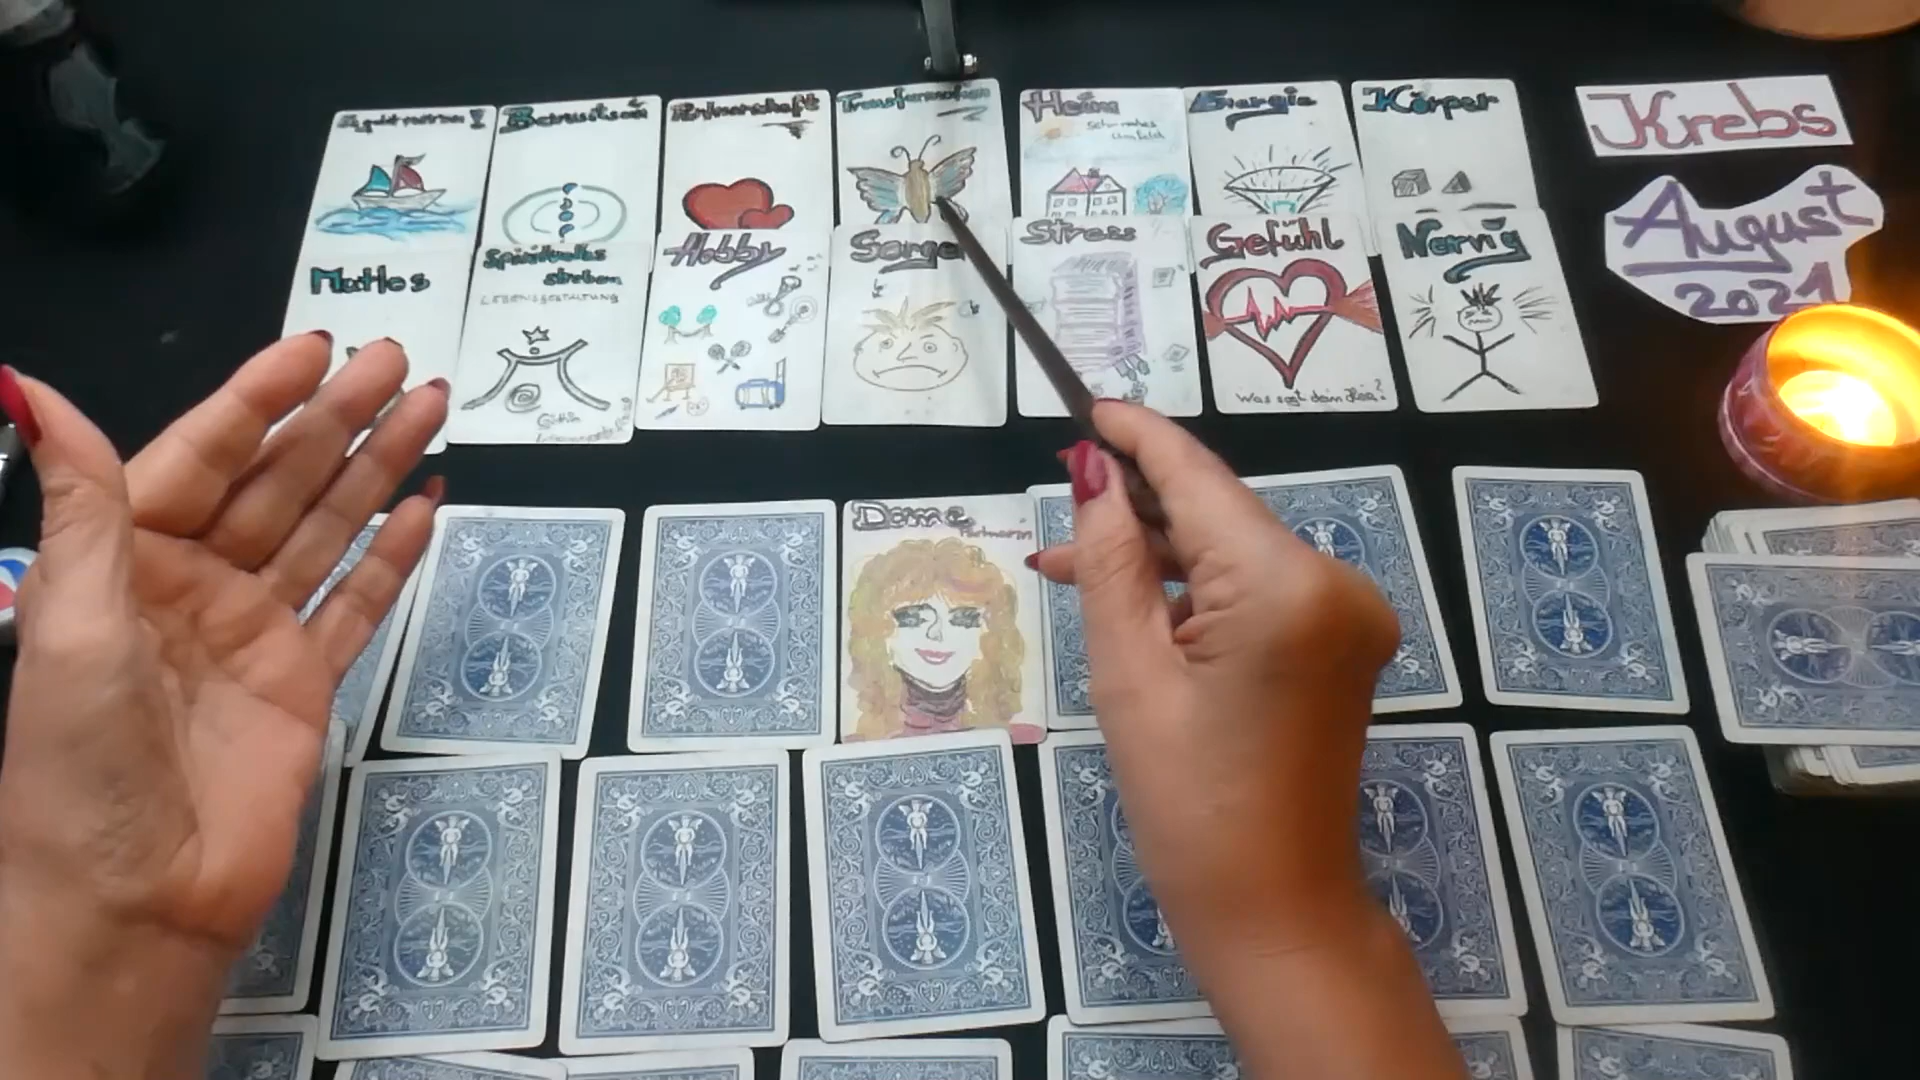 Bewusstsein
Partnerschaft
Transformation
Heim
Energie
Körper
Krebs
August
2021
Mutlos
Spirituelles
streben
LEBENSGESTALTUNG
Hobby
Sorgen
Stress
Gefühl
Was sagt dein Herz?
Nervig
Dame
Partnerin